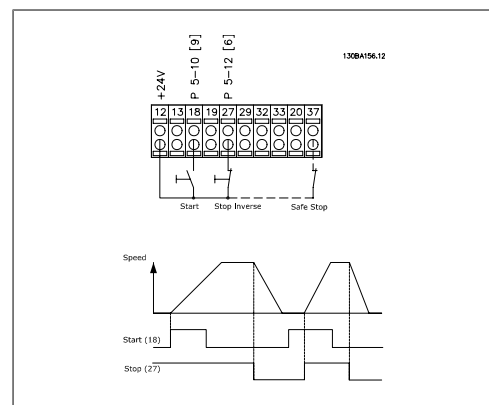 130BA156.12
+24V
P 5-10 [9]
P 5-12 [6]
12 13 18 19 27 29 32 33 20 37
Start Stop Inverse Safe Stop
Speed
Start (18)
Stop (27)